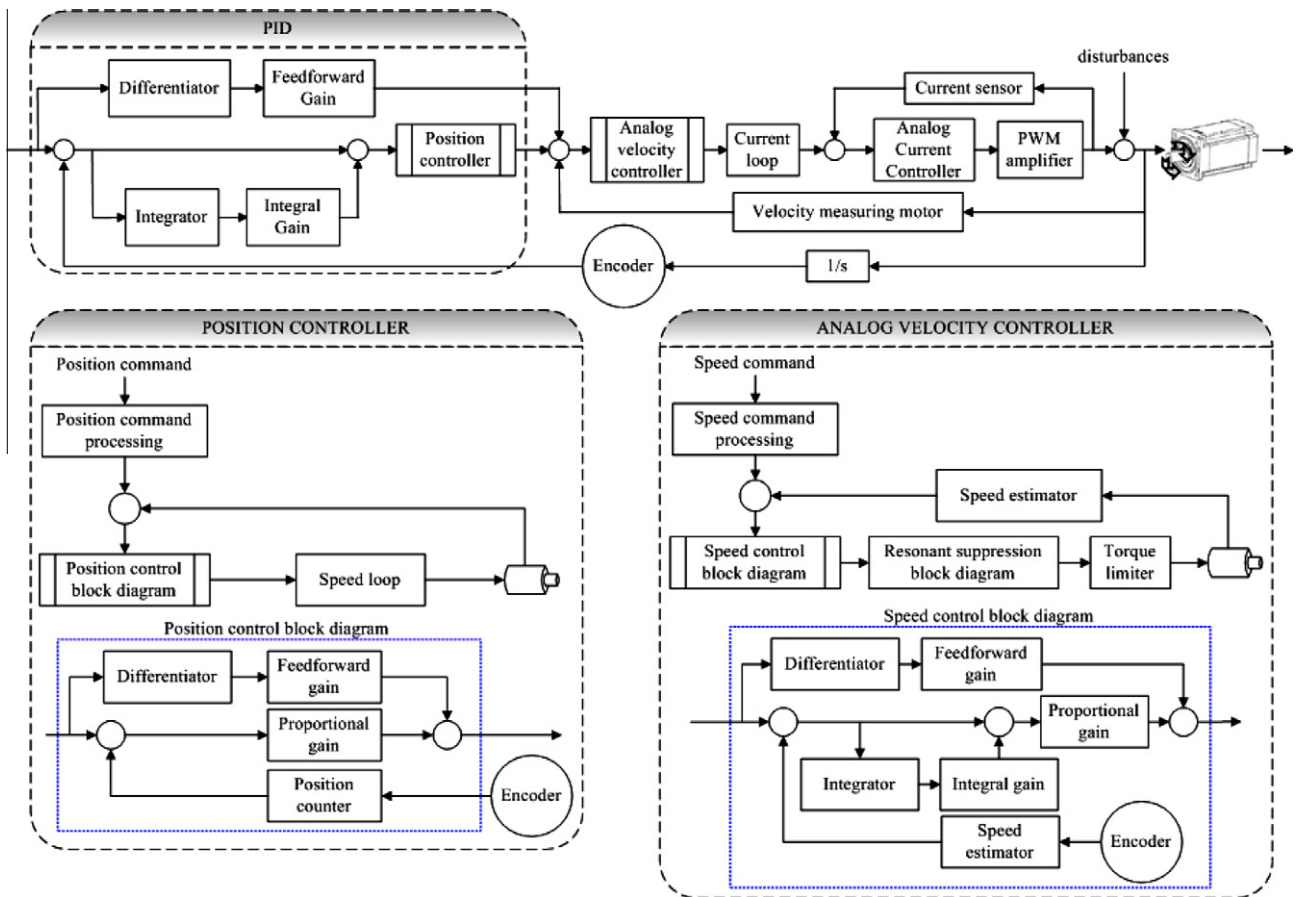 PID
Differentiator
Feedforward
Gain
disturbances
Current sensor
Position
controller
Analog
velocity
controller
Current
loop
Analog
Current
Controller
PWM
amplifier
Integrator
Integral
Gain
Velocity measuring motor
Encoder
1/s
POSITION CONTROLLER
Position command
Position command
processing
Position control
block diagram
Speed loop
Position control block diagram
Differentiator
Feedforward
gain
Proportional
gain
Position
counter
Encoder
ANALOG VELOCITY CONTROLLER
Speed command
Speed command
processing
Speed estimator
Speed control
block diagram
Resonant suppression
block diagram
Torque
limiter
Speed control block diagram
Differentiator
Feedforward
gain
Proportional
gain
Integrator
Integral gain
Speed
estimator
Encoder